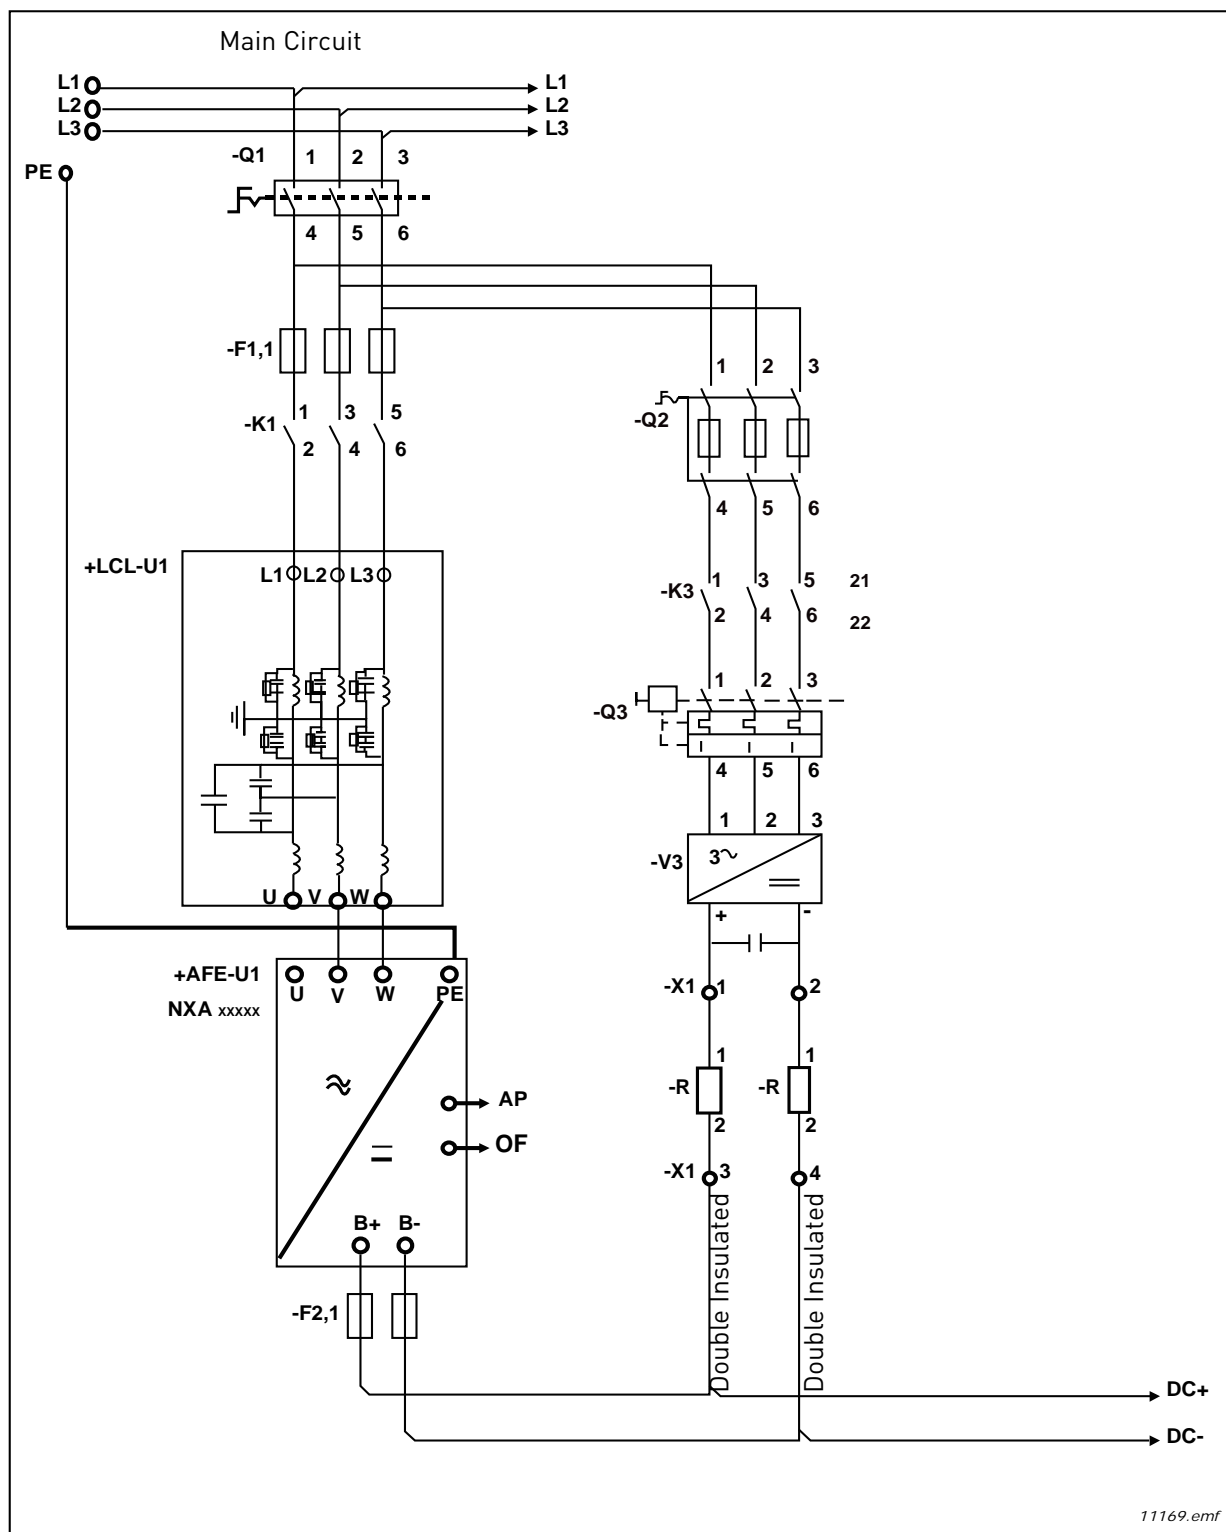 Main Circuit
L1 L1
L2 L2
L3 L3
PE
-Q1 1 2 3
4 5 6
-F1,1
1 2 3
-Q2
-K1 1 3 5
2 4 6
4 5 6
+LCL-U1
L1 L2 L3
-K3 1 3 5 21
2 4 6 22
1 2 3
-Q3
4 5 6
1 2 3
-V3 3~
U V W
+ -
+AFE-U1
NXA xxxxx
U V W PE
-X1 1 2
1 1
-R -R
2 2
AP
OF
-X1 3 4
Double Insulated
Double Insulated
B+ B-
-F2,1
DC+
DC-
11169.emf